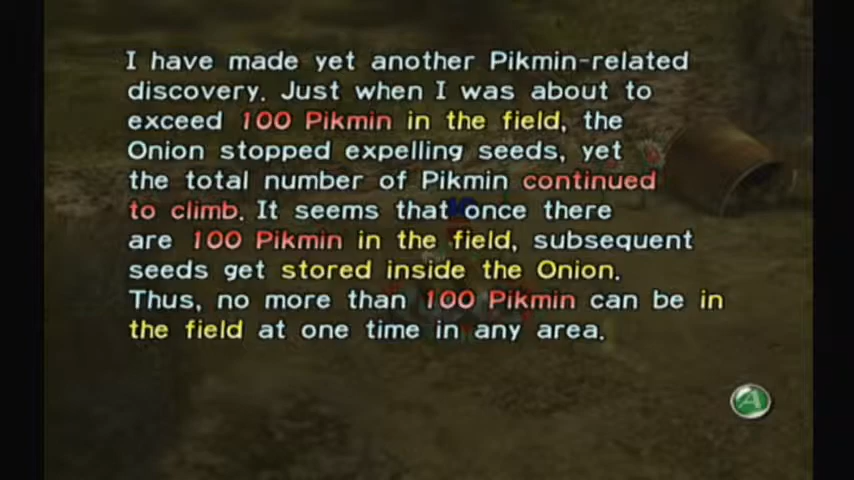 I have made yet another Pikmin-related
discovery. Just when I was about to
exceed 100 Pikmin in the field, the
Onion stopped expelling seeds, yet
the total number of Pikmin continued
to climb. It seems that once there
are 100 Pikmin in the field, subsequent
seeds get stored inside the Onion.
Thus, no more than 100 Pikmin can be in
the field at one time in any area.
A